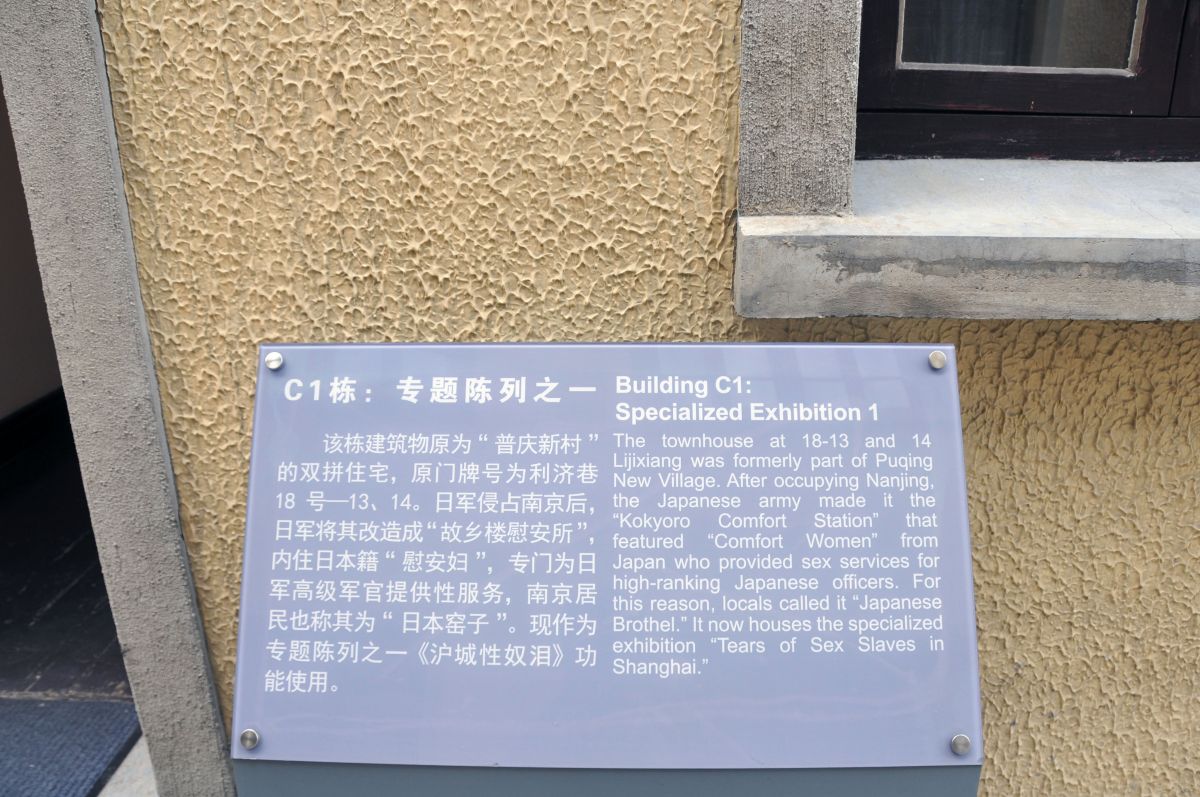 C1栋：专题陈列之一
该栋建筑物原为“普庆新村”
的双拼住宅，原门牌号为利济巷
18 号—13、14。日军侵占南京后，
日军将其改造成“故乡楼慰安所”，
内住日本籍“慰安妇”，专门为日
军高级军官提供性服务，南京居
民也称其为“日本窑子”。现作为
专题陈列之一《沪城性奴泪》功
能使用。
Building C1:
Specialized Exhibition 1
The townhouse at 18-13 and 14
Lijixiang was formerly part of Puqing
New Village. After occupying Nanjing,
the Japanese army made it the
“Kokyoro Comfort Station” that
featured “Comfort Women” from
Japan who provided sex services for
high-ranking Japanese officers. For
this reason, locals called it “Japanese
Brothel.” It now houses the specialized
exhibition “Tears of Sex Slaves in
Shanghai.”